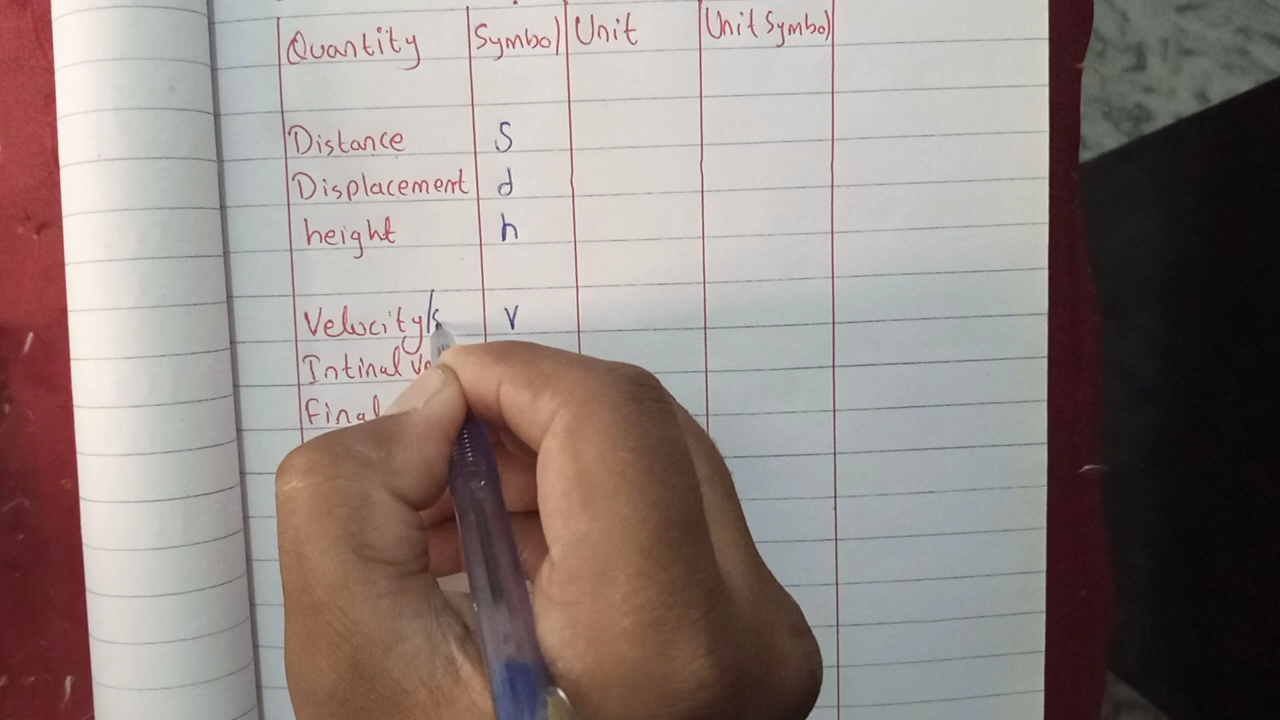 Quantity Symbol Unit Unit Symbol
Distance S
Displacement d
height h
Velocity/s v
Intinal
Final